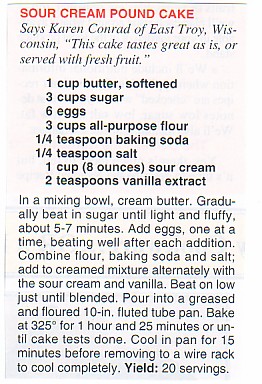 SOUR CREAM POUND CAKE
Says Karen Conrad of East Troy, Wis-
consin, "This cake tastes great as is, or
served with fresh fruit."
1 cup butter, softened
3 cups sugar
6 eggs
3 cups all-purpose flour
1/4 teaspoon baking soda
1/4 teaspoon salt
1 cup (8 ounces) sour cream
2 teaspoons vanilla extract
In a mixing bowl, cream butter. Gradu-
ally beat in sugar until light and fluffy,
about 5-7 minutes. Add eggs, one at a
time, beating well after each addition.
Combine flour, baking soda and salt;
add to creamed mixture alternately with
the sour cream and vanilla. Beat on low
just until blended. Pour into a greased
and floured 10-in. fluted tube pan. Bake
at 325° for 1 hour and 25 minutes or un-
til cake tests done. Cool in pan for 15
minutes before removing to a wire rack
to cool completely. Yield: 20 servings.